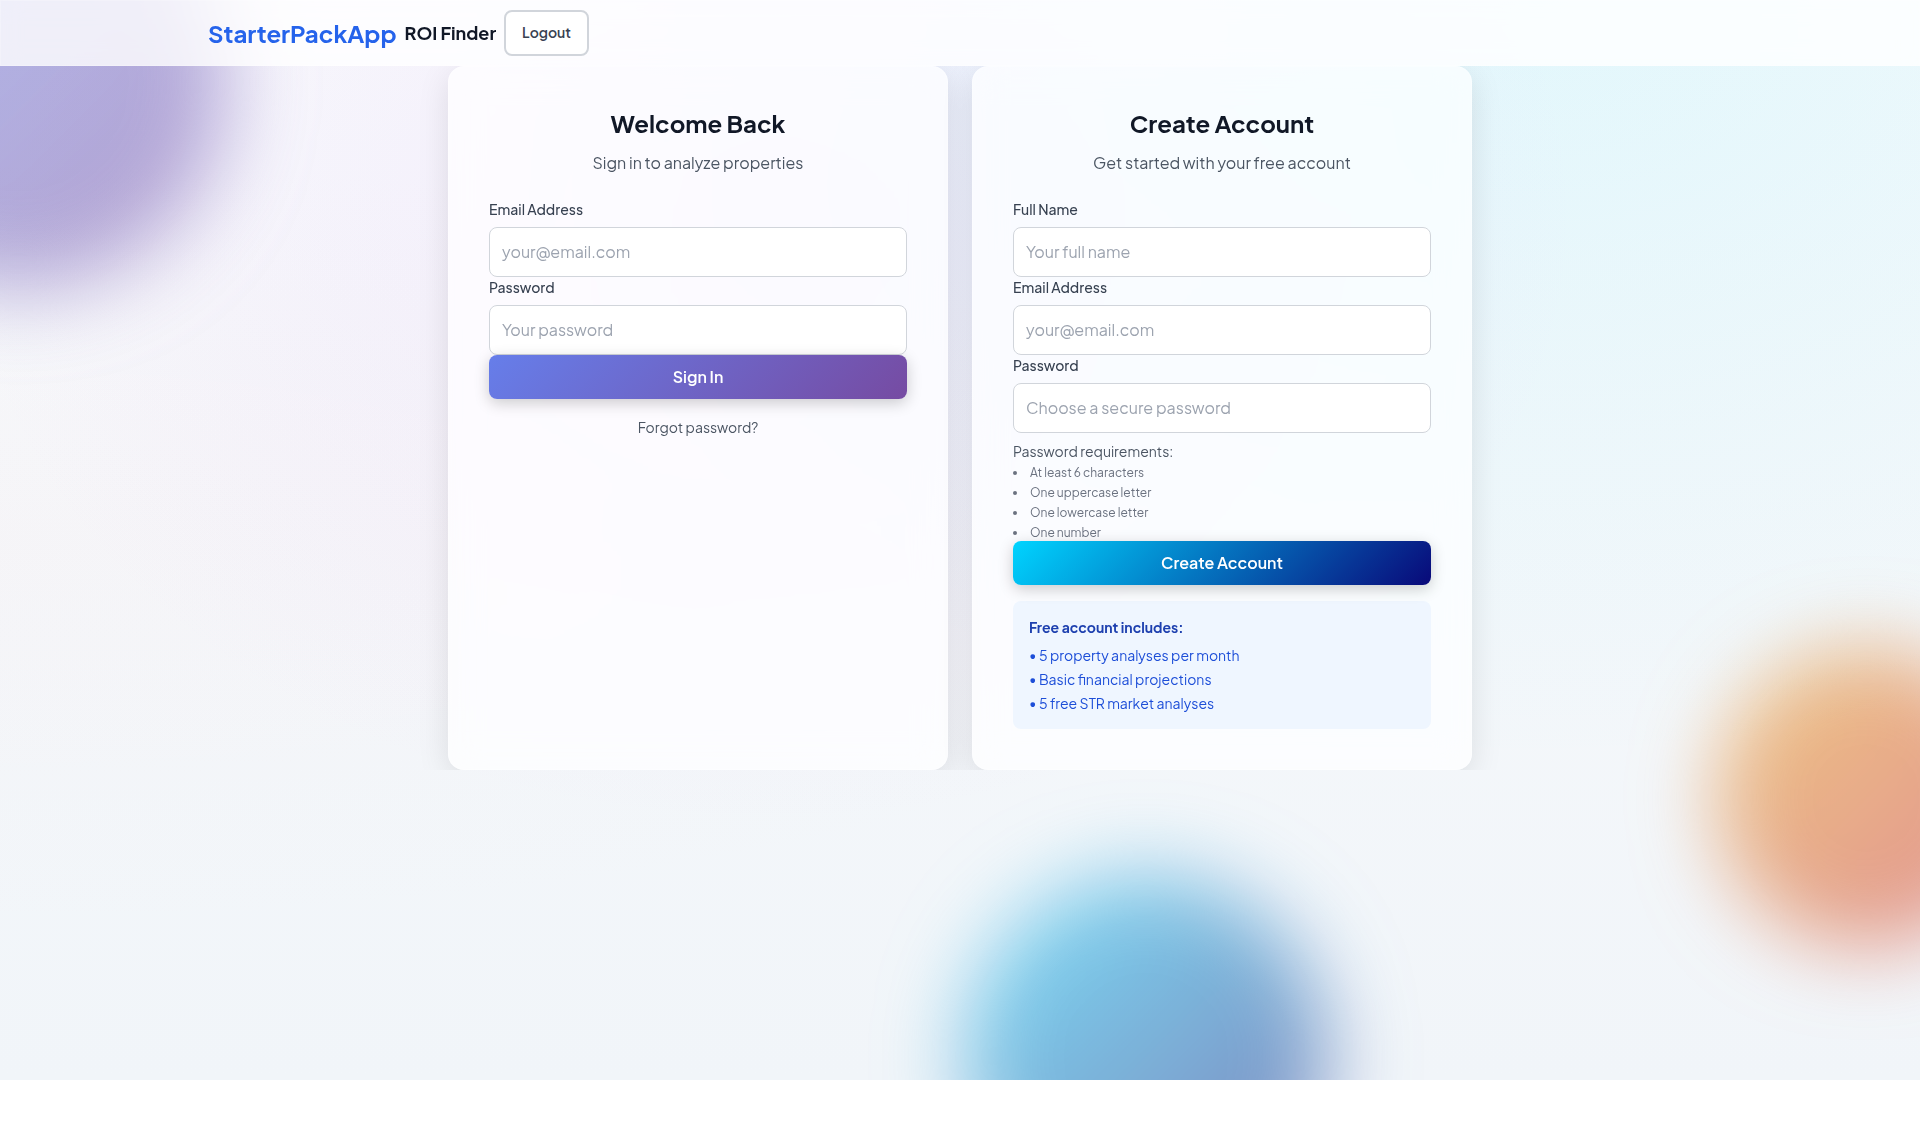 StarterPackApp ROI Finder Logout
Welcome Back
Sign in to analyze properties
Email Address
your@email.com
Password
Your password
Sign In
Forgot password?
Create Account
Get started with your free account
Full Name
Your full name
Email Address
your@email.com
Password
Choose a secure password
Password requirements:
• At least 6 characters
• One uppercase letter
• One lowercase letter
• One number
Create Account
Free account includes:
• 5 property analyses per month
• Basic financial projections
• 5 free STR market analyses